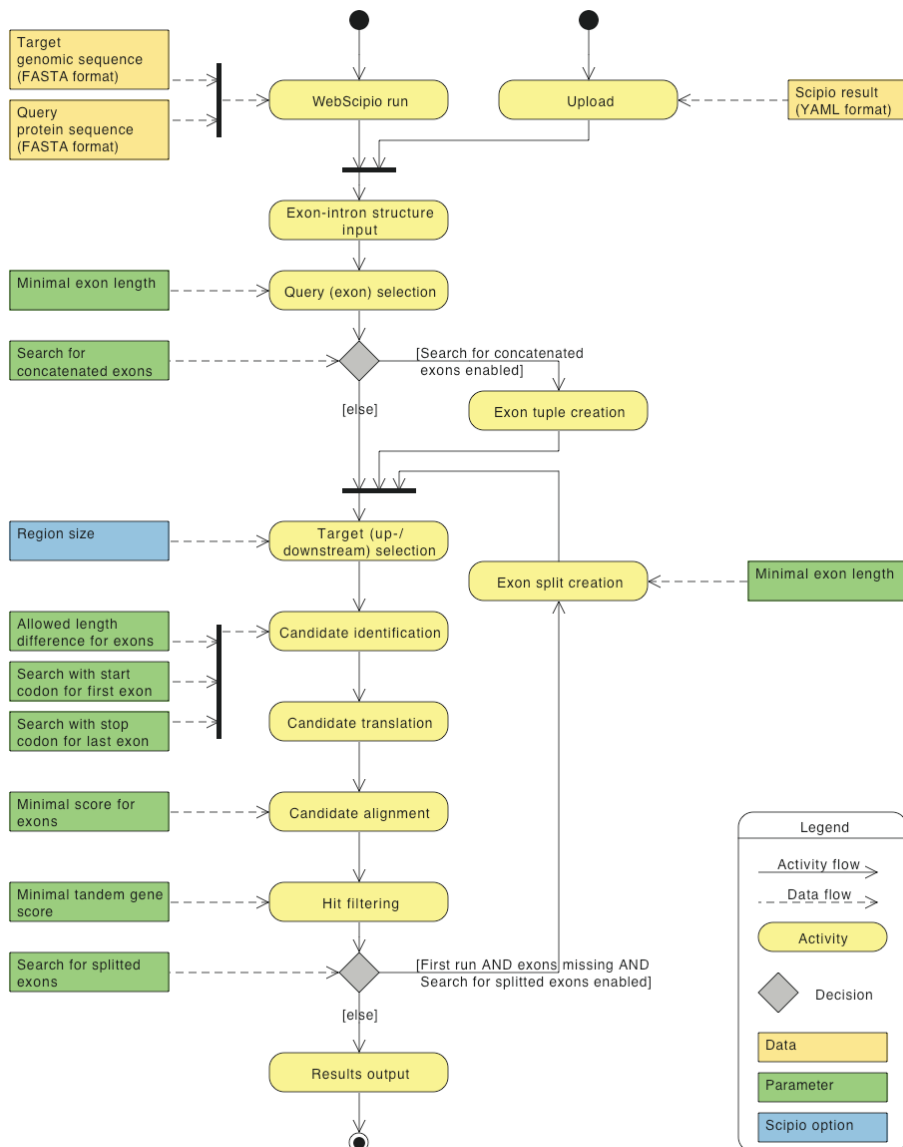 Target
genomic sequence
(FASTA format)
Query
protein sequence
(FASTA format)
WebScipio run
Upload
Scipio result
(YAML format)
Exon-intron structure
input
Minimal exon length
Query (exon) selection
Search for
concatenated exons
[Search for concatenated
exons enabled]
[else]
Exon tuple creation
Region size
Target (up-/
downstream) selection
Exon split creation
Minimal exon length
Allowed length
difference for exons
Candidate identification
Search with start
codon for first exon
Search with stop
codon for last exon
Candidate translation
Minimal score for
exons
Candidate alignment
Minimal tandem gene
score
Hit filtering
Search for splitted
exons
[First run AND exons missing AND
Search for splitted exons enabled]
[else]
Results output
Legend
Activity flow
Data flow
Activity
Decision
Data
Parameter
Scipio option